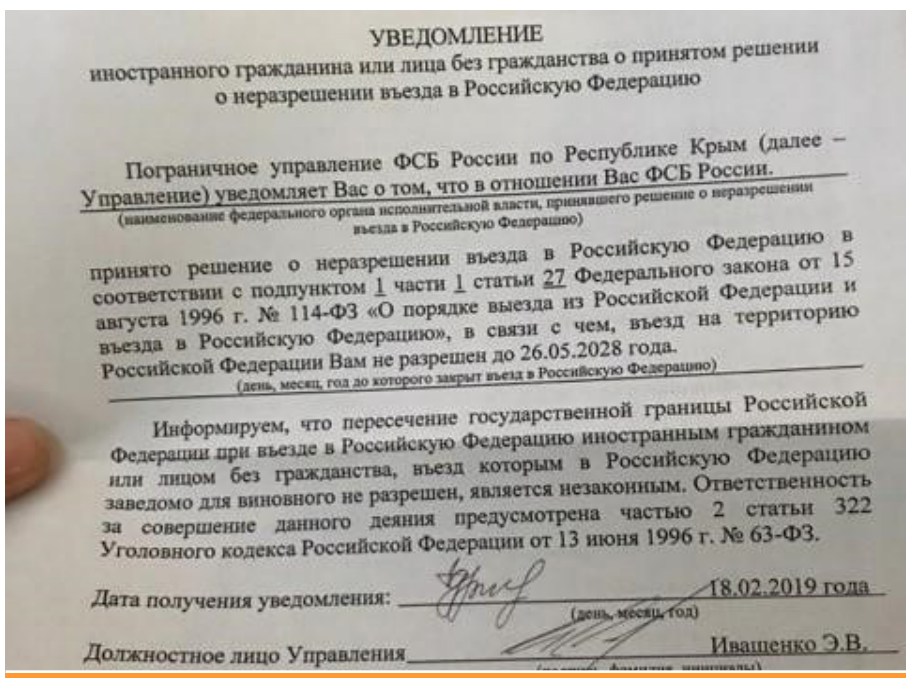 УВЕДОМЛЕНИЕ
иностранного гражданина или лица без гражданства о принятом решении
о неразрешении въезда в Российскую Федерацию
Пограничное управление ФСБ России по Республике Крым (далее –
Управление) уведомляет Вас о том, что в отношении Вас ФСБ России.
(наименование федерального органа исполнительной власти, принявшего решение о неразрешении
въезда в Российскую Федерацию)
принято решение о неразрешении въезда в Российскую Федерацию в
соответствии с подпунктом 1 части 1 статьи 27 Федерального закона от 15
августа 1996 г. № 114-ФЗ «О порядке выезда из Российской Федерации и
въезда в Российскую Федерацию», в связи с чем, въезд на территорию
Российской Федерации Вам не разрешен до 26.05.2028 года.
(день, месяц, год до которого закрыт въезд в Российскую Федерацию)
Информируем, что пересечение государственной границы Российской
Федерации при въезде в Российскую Федерацию иностранным гражданином
или лицом без гражданства, въезд которым в Российскую Федерацию
заведомо для виновного не разрешен, является незаконным. Ответственность
за совершение данного деяния предусмотрена частью 2 статьи 322
Уголовного кодекса Российской Федерации от 13 июня 1996 г. № 63-ФЗ.
Дата получения уведомления: 18.02.2019 года
(день, месяц, год)
Должностное лицо Управления Иващенко Э.В.